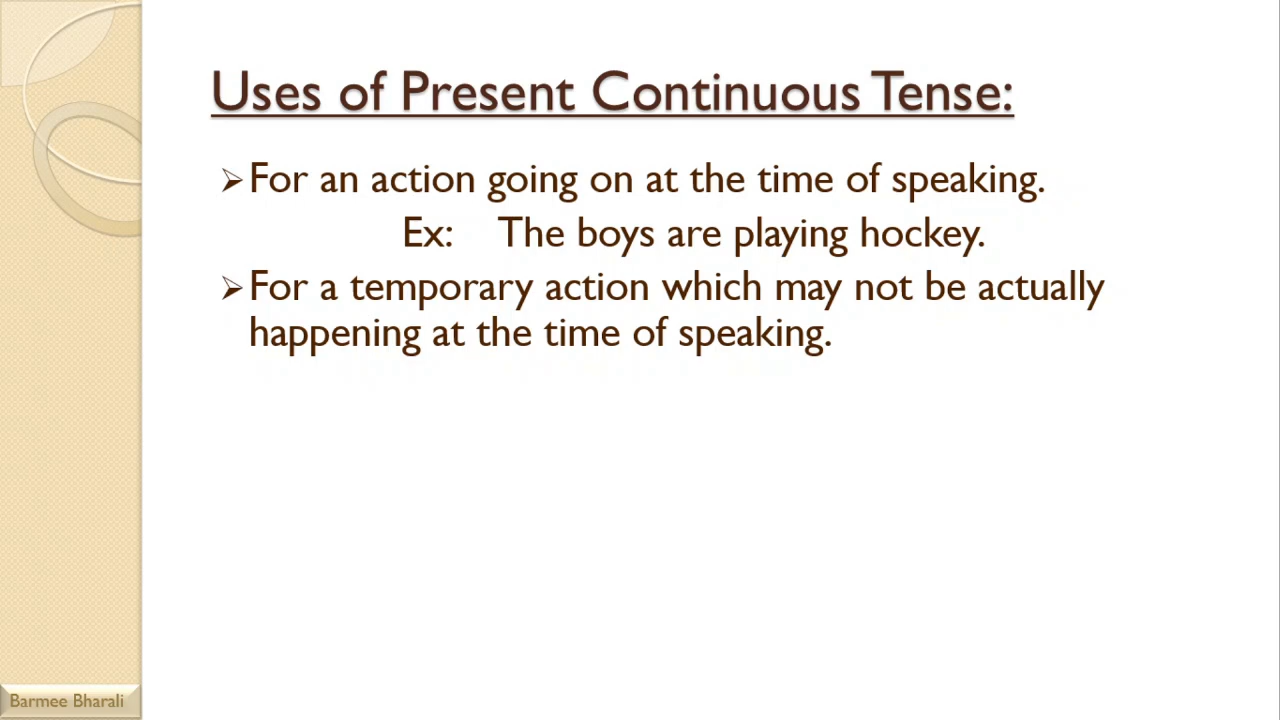 Uses of Present Continuous Tense:
➢For an action going on at the time of speaking.
Ex: The boys are playing hockey.
➢For a temporary action which may not be actually
happening at the time of speaking.
Barmee Bharali